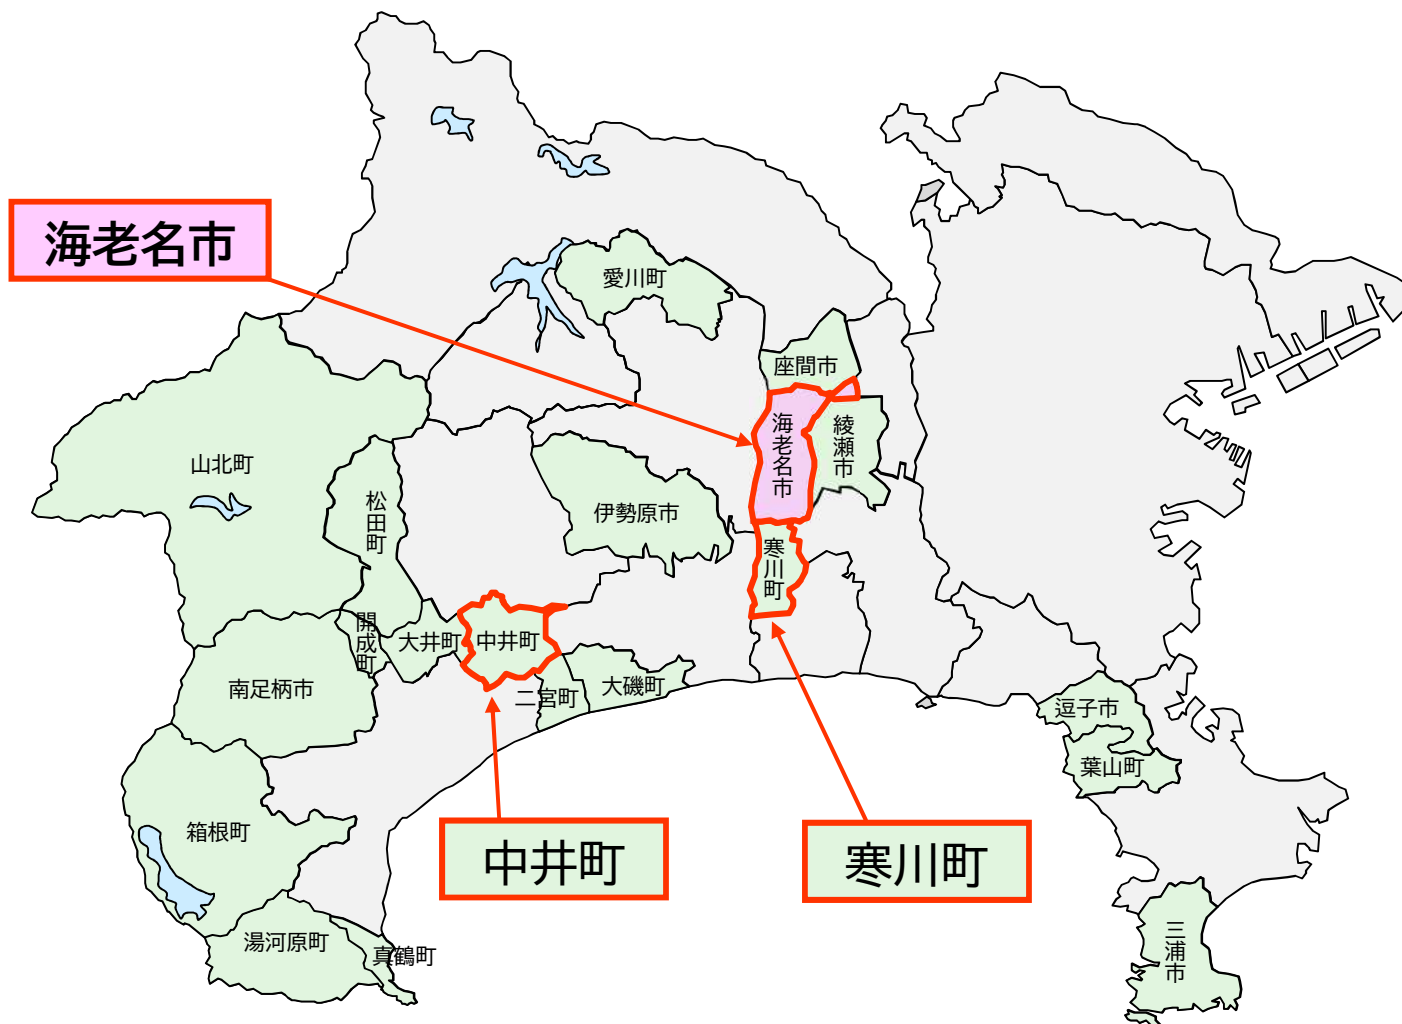 海老名市
愛川町
座間市
海老名市
綾瀬市
山北町
松田町
伊勢原市
寒川町
開成町
大井町
中井町
南足柄市
二宮町
大磯町
逗子市
葉山町
箱根町
中井町
寒川町
湯河原町
真鶴町
三浦市